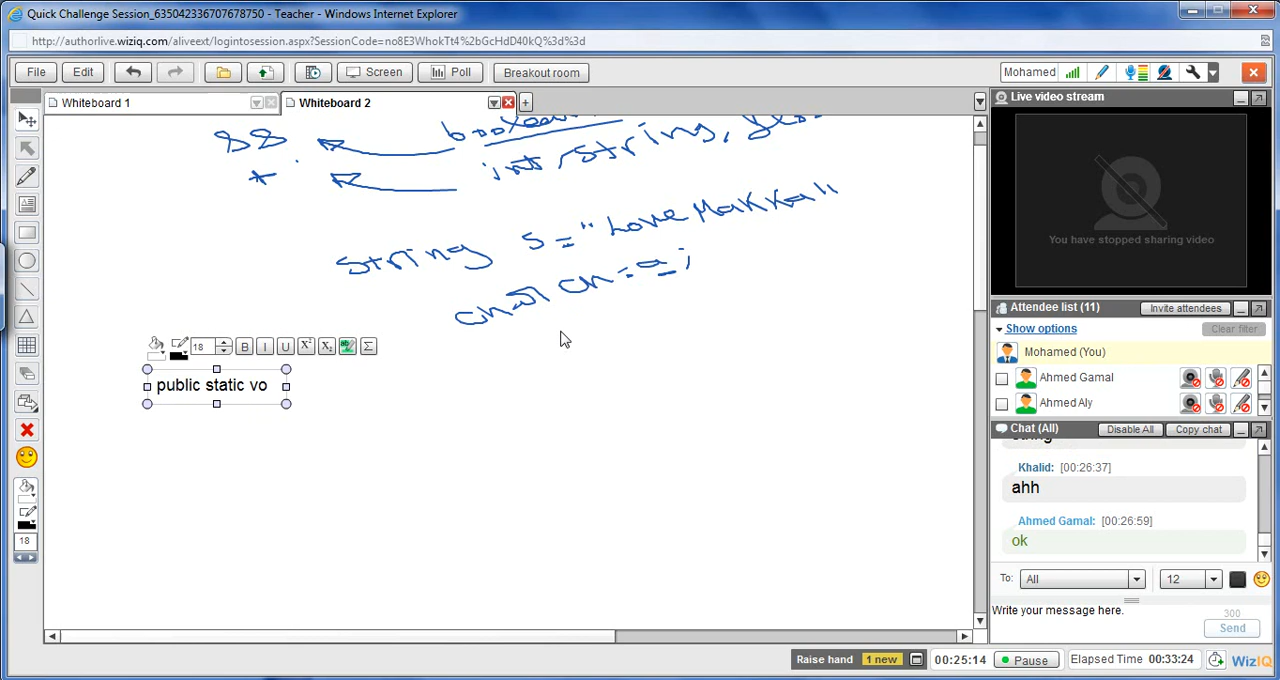 Quick Challenge Session_635042336707678750 - Teacher - Windows Internet Explorer
http://authorlive.wiziq.com/aliveext/logintosession.aspx?SessionCode=no8E3WhokTt4%2bGcHdD40kQ%3d%3d
File Edit Screen Poll Breakout room Mohamed
Whiteboard 1 Whiteboard 2
boolean
&& int, String,
*
String S = "Love Makka"
char ch = a;
18 B I U X² X₂ Σ
public static vo
18
Live video stream
You have stopped sharing video
Attendee list (11) Invite attendees
Show options Clear filter
Mohamed (You)
Ahmed Gamal
Ahmed Aly
Chat (All) Disable All Copy chat
Khalid: [00:26:37]
ahh
Ahmed Gamal: [00:26:59]
ok
To: All 12
Write your message here. 300
Send
Raise hand 1 new 00:25:14 Pause Elapsed Time 00:33:24 WizIQ